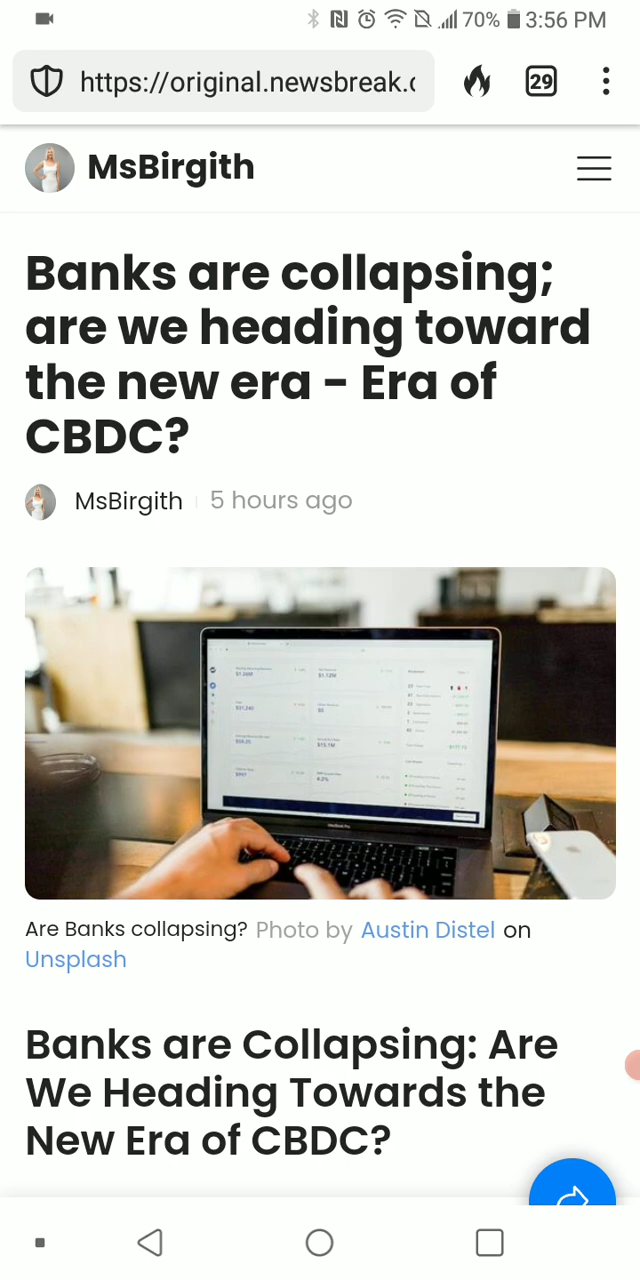 70% 3:56 PM
https://original.newsbreak.c
29
MsBirgith
Banks are collapsing;
are we heading toward
the new era - Era of
CBDC?
MsBirgith 5 hours ago
MacBook Pro
Are Banks collapsing? Photo by Austin Distel on
Unsplash
Banks are Collapsing: Are
We Heading Towards the
New Era of CBDC?